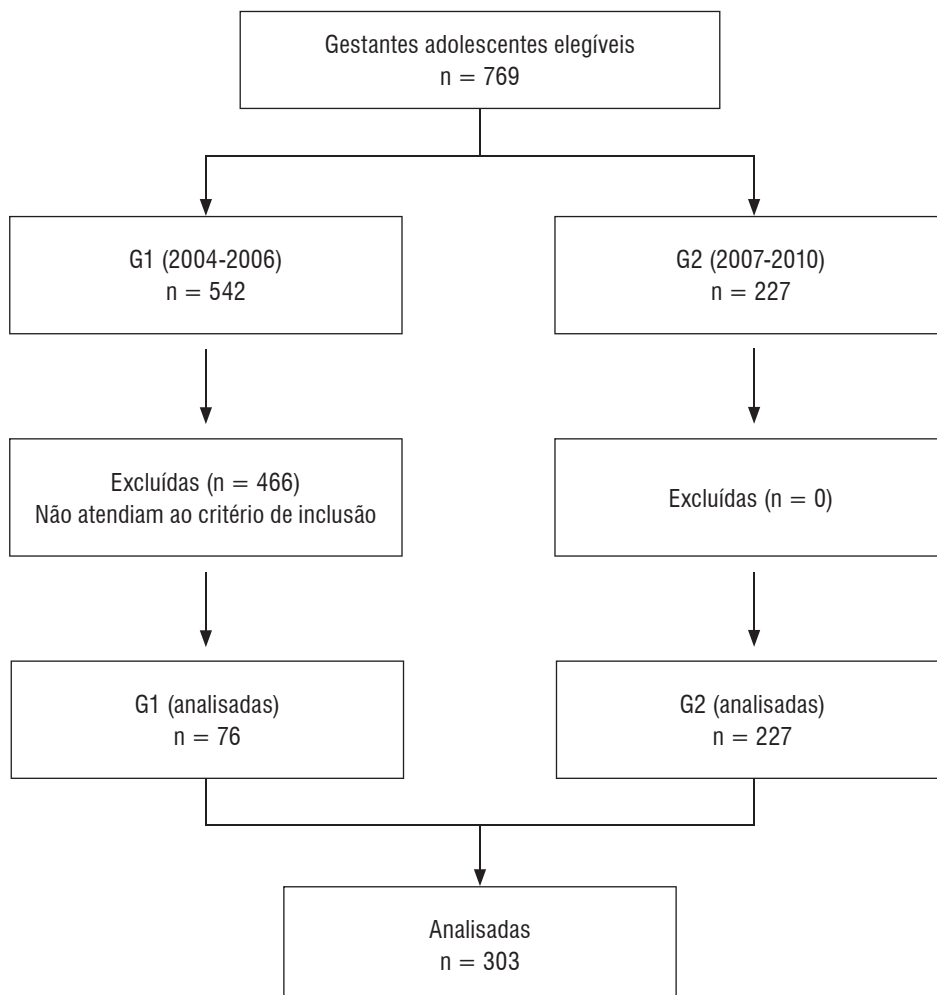 Gestantes adolescentes elegíveis
n = 769
G1 (2004-2006)
n = 542
G2 (2007-2010)
n = 227
Excluídas (n = 466)
Não atendiam ao critério de inclusão
Excluídas (n = 0)
G1 (analisadas)
n = 76
G2 (analisadas)
n = 227
Analisadas
n = 303